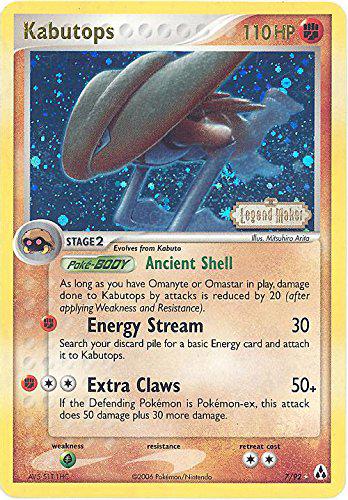 Kabutops 110 HP
Legend Maker
Illus. Mitsuhiro Arita
STAGE 2 Evolves from Kabuto
Poké-BODY Ancient Shell
As long as you have Omanyte or Omastar in play, damage
done to Kabutops by attacks is reduced by 20 (after
applying Weakness and Resistance).
Energy Stream 30
Search your discard pile for a basic Energy card and attach
it to Kabutops.
Extra Claws 50+
If the Defending Pokémon is Pokémon-ex, this attack
does 50 damage plus 30 more damage.
weakness resistance retreat cost
©2006 Pokémon/Nintendo 7/92